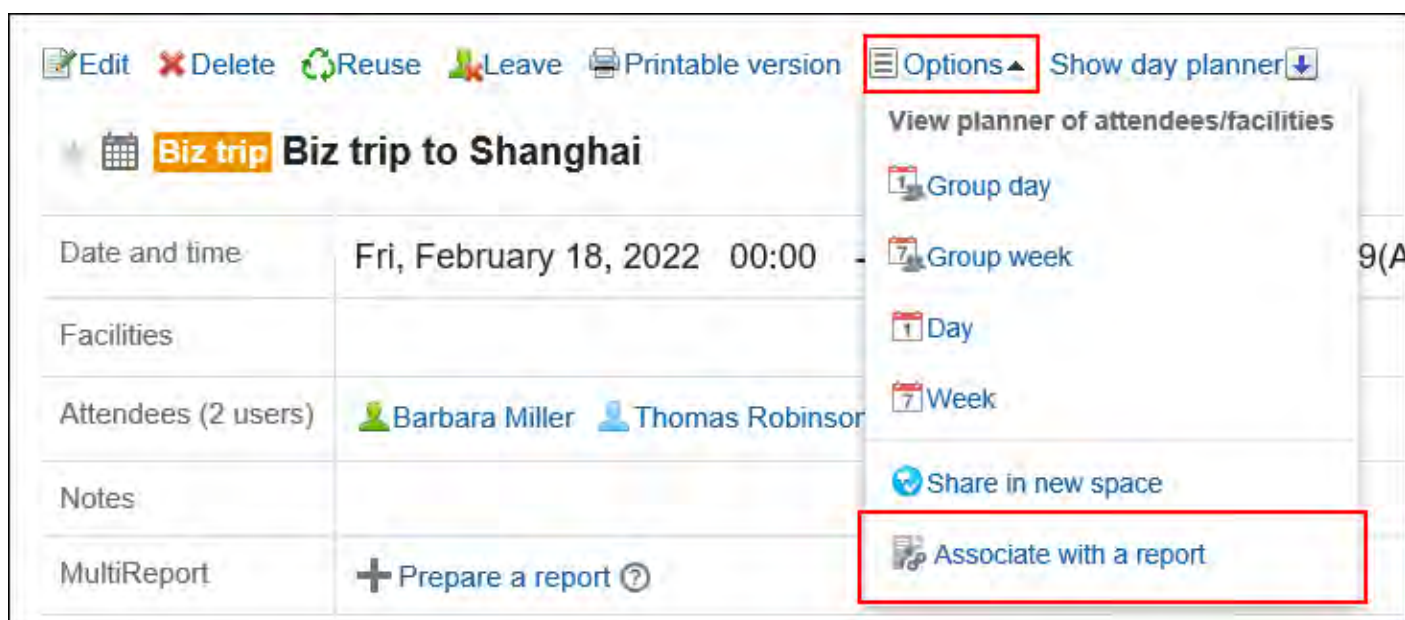 Edit Delete Reuse Leave Printable version Options Show day planner
Biz trip Biz trip to Shanghai
View planner of attendees/facilities
Group day
Group week
Day
Week
Share in new space
Associate with a report
Date and time Fri, February 18, 2022 00:00 - 9(A
Facilities
Attendees (2 users) Barbara Miller Thomas Robinson
Notes
MultiReport Prepare a report